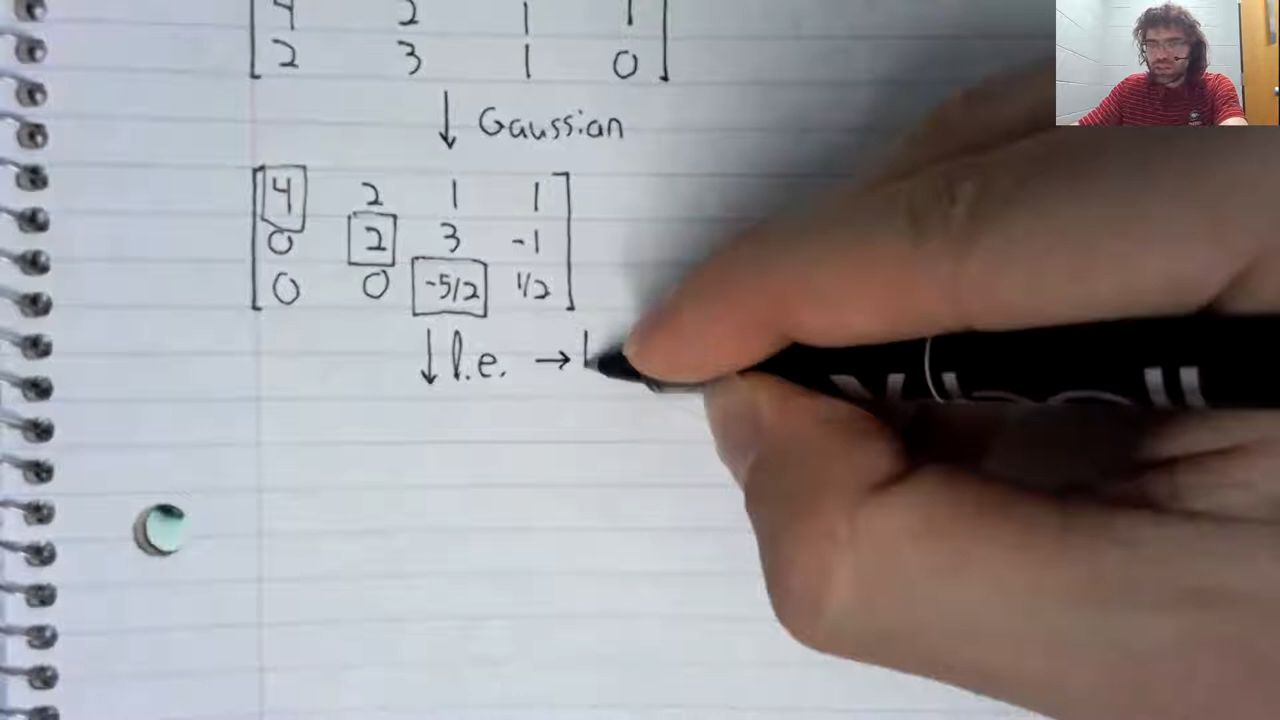 4 2 1 1
2 3 1 0
↓ Gaussian
4 2 1 1
0 2 3 -1
0 0 -5/2 1/2
↓ l.e. →